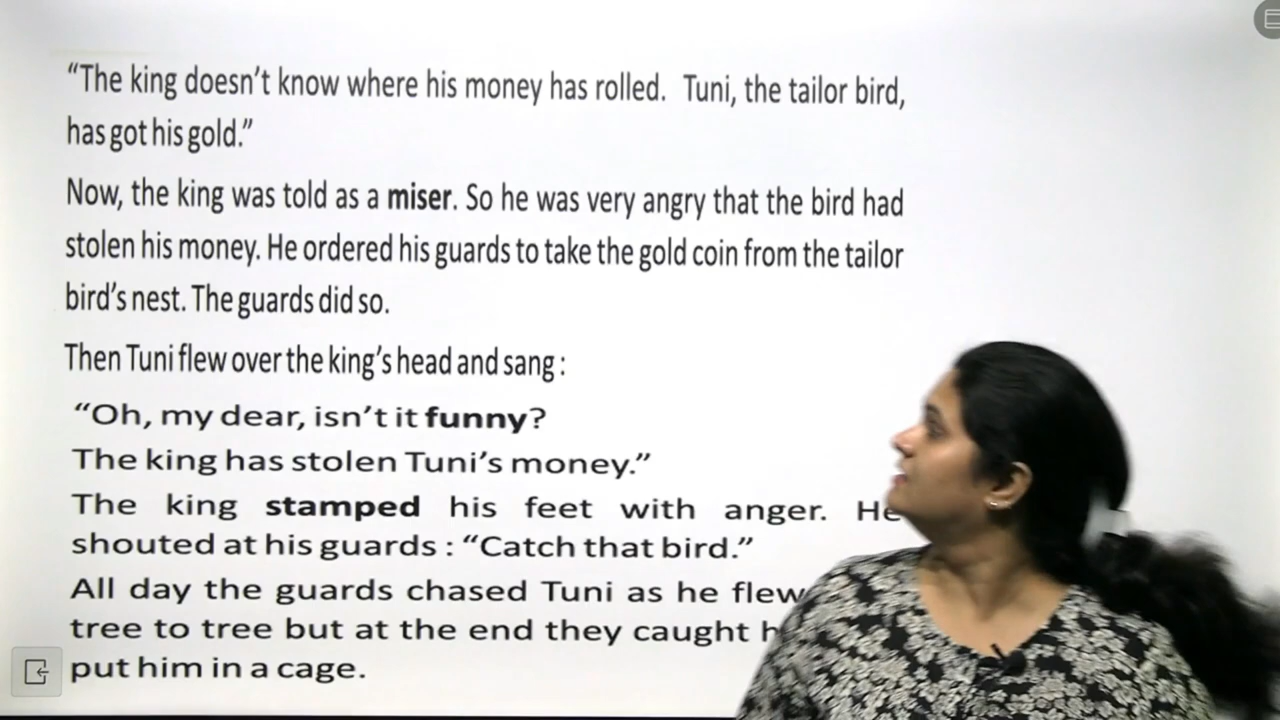 “The king doesn’t know where his money has rolled. Tuni, the tailor bird,
has got his gold.”
Now, the king was told as a miser. So he was very angry that the bird had
stolen his money. He ordered his guards to take the gold coin from the tailor
bird’s nest. The guards did so.
Then Tuni flew over the king’s head and sang :
“Oh, my dear, isn’t it funny?
The king has stolen Tuni’s money.”
The king stamped his feet with anger. He
shouted at his guards : “Catch that bird.”
All day the guards chased Tuni as he flew
tree to tree but at the end they caught
put him in a cage.